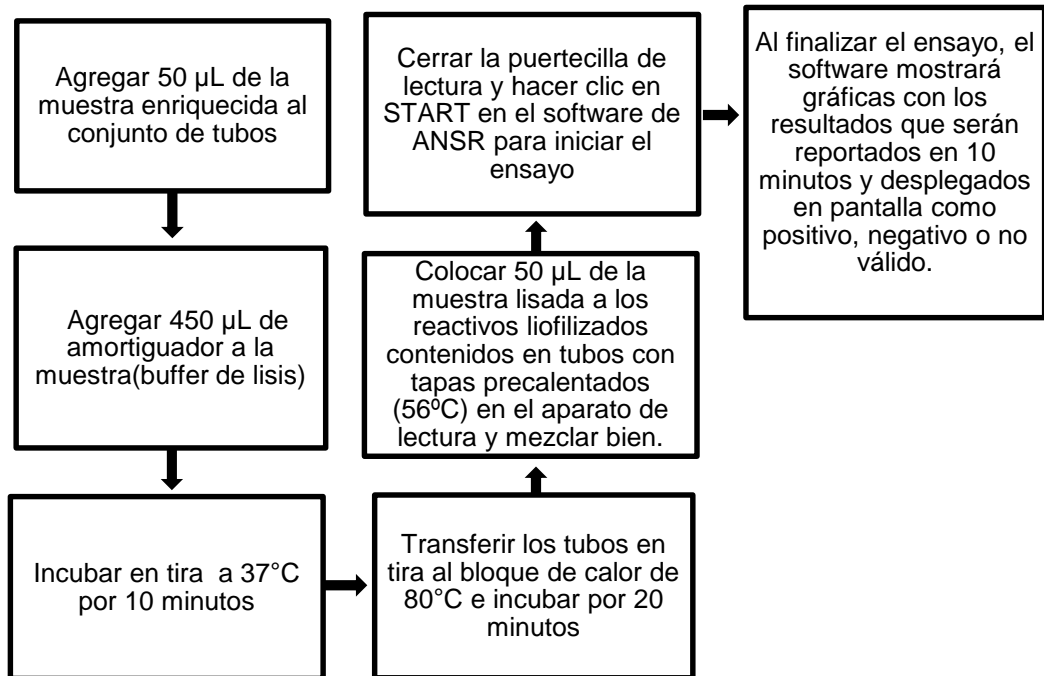 Agregar 50 µL de la
muestra enriquecida al
conjunto de tubos
Agregar 450 µL de
amortiguador a la
muestra(buffer de lisis)
Incubar en tira a 37°C
por 10 minutos
Transferir los tubos en
tira al bloque de calor de
80°C e incubar por 20
minutos
Colocar 50 µL de la
muestra lisada a los
reactivos liofilizados
contenidos en tubos con
tapas precalentados
(56ºC) en el aparato de
lectura y mezclar bien.
Cerrar la puertecilla de
lectura y hacer clic en
START en el software de
ANSR para iniciar el
ensayo
Al finalizar el ensayo, el
software mostrará
gráficas con los
resultados que serán
reportados en 10
minutos y desplegados
en pantalla como
positivo, negativo o no
válido.